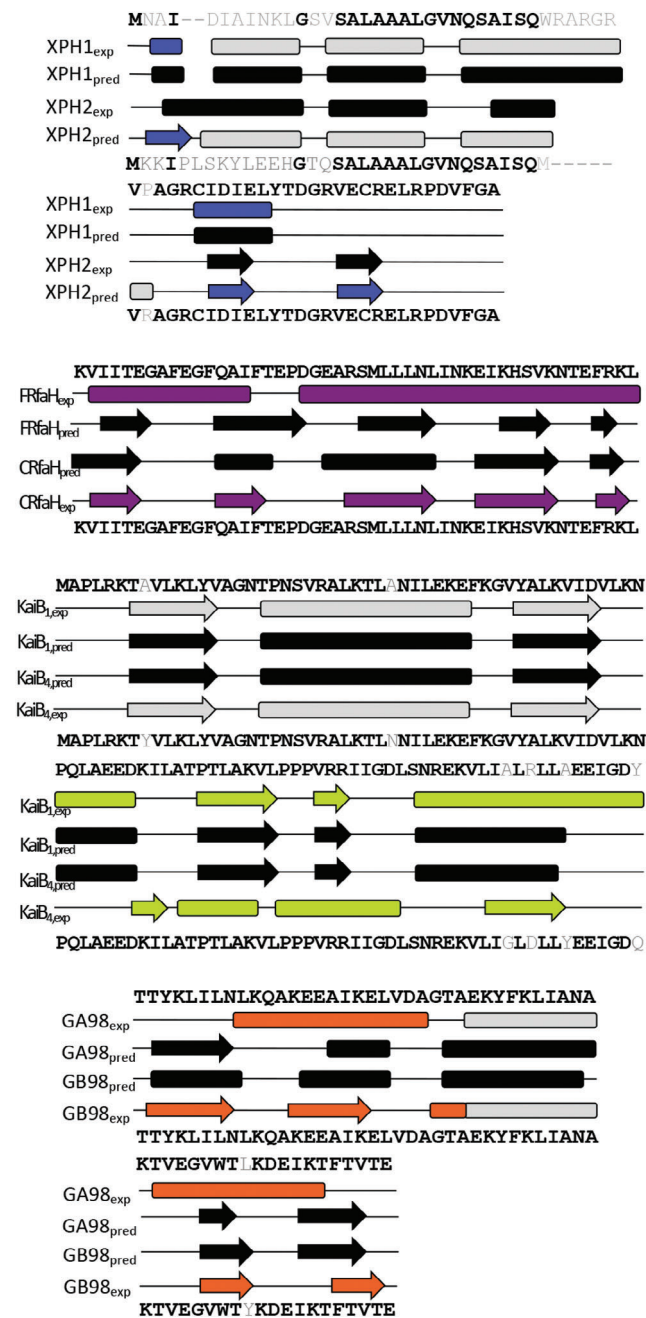 MNAI--DIAINKLGSVSALAAALGVNQSAISQWRARGR
XPH1exp
XPH1pred
XPH2exp
XPH2pred
MKKIPLSKYLEEHGTQSALAAALGVNQSAISQM-----
VPAGRCIDIELYTDGRVECRELRPDVFGA
XPH1exp
XPH1pred
XPH2exp
XPH2pred
VRAGRCIDIELYTDGRVECRELRPDVFGA
KVIITEGAFEGFQAIFTEPDGEARSMLLLNLINKEIKHSVKNTEFRKL
FRfaHexp
FRfaHpred
CRfaHpred
CRfaHexp
KVIITEGAFEGFQAIFTEPDGEARSMLLLNLINKEIKHSVKNTEFRKL
MAPLRKTAVLKLYVAGNTPNSVRALKTLANILEKEFKGVYALKVIDVLKN
KaiB1,exp
KaiB1,pred
KaiB4,pred
KaiB4,exp
MAPLRKTYVLKLYVAGNTPNSVRALKTLNNILEKEFKGVYALKVIDVLKN
PQLAEEDKILATPTLAKVLPPPVRRIIGDLSNREKVLIALRLLAEEIGDY
KaiB1,exp
KaiB1,pred
KaiB4,pred
KaiB4,exp
PQLAEEDKILATPTLAKVLPPPVRRIIGDLSNREKVLIGLDLLYEEIGDQ
TTYKLILNLKQAKEEAIKELVDAGTAEKYFKLIANA
GA98exp
GA98pred
GB98pred
GB98exp
TTYKLILNLKQAKEEAIKELVDAGTAEKYFKLIANA
KTVEGVWTLKDEIKTFTVTE
GA98exp
GA98pred
GB98pred
GB98exp
KTVEGVWTYKDEIKTFTVTE